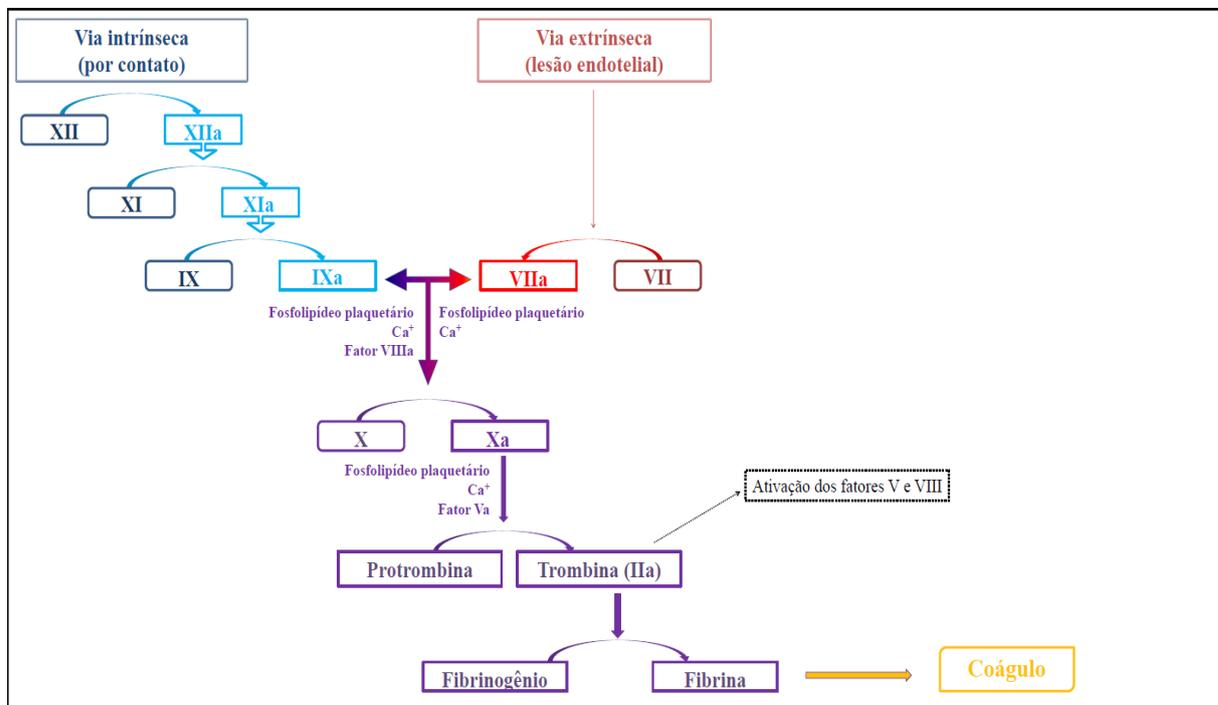 Via intrínseca
(por contato)
Via extrínseca
(lesão endotelial)
XII
XIIa
XI
XIa
IX
IXa
VIIa
VII
Fosfolipídeo plaquetário
Ca⁺
Fator VIIIa
Fosfolipídeo plaquetário
Ca⁺
X
Xa
Fosfolipídeo plaquetário
Ca⁺
Fator Va
Ativação dos fatores V e VIII
Protrombina
Trombina (IIa)
Fibrinogênio
Fibrina
Coágulo